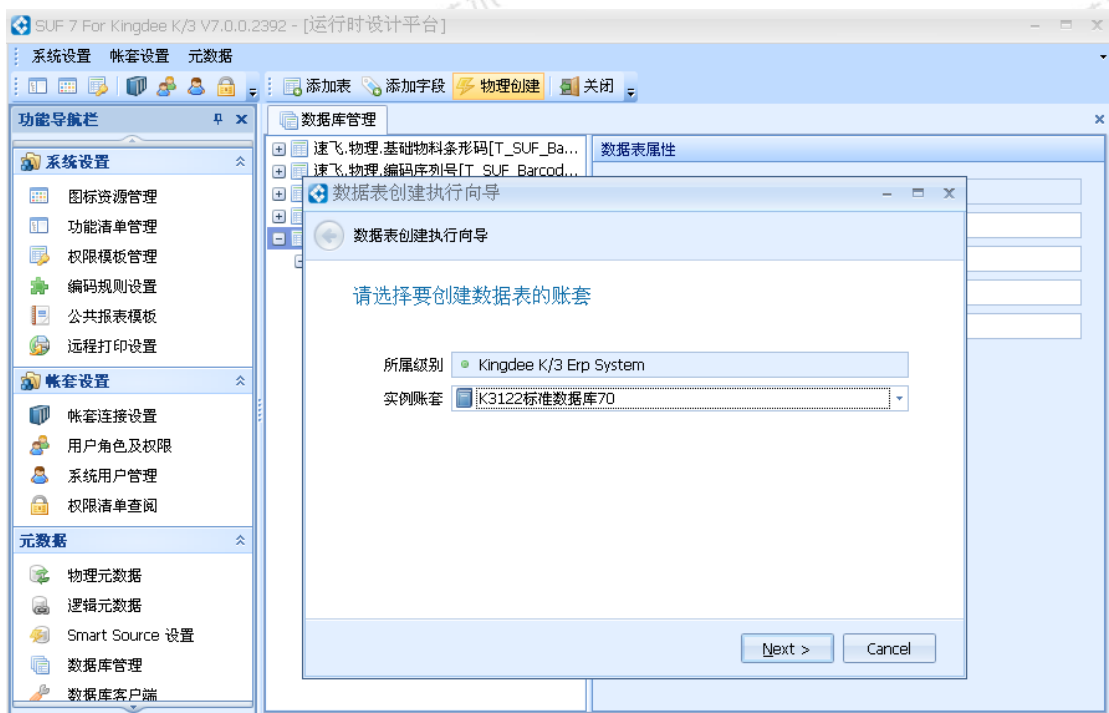 SUF 7 For Kingdee K/3 V7.0.0.2392 - [运行时设计平台]
系统设置 帐套设置 元数据
添加表 添加字段 物理创建 关闭
功能导航栏
系统设置
图标资源管理
功能清单管理
权限模板管理
编码规则设置
公共报表模板
远程打印设置
帐套设置
帐套连接设置
用户角色及权限
系统用户管理
权限清单查阅
元数据
物理元数据
逻辑元数据
Smart Source 设置
数据库管理
数据库客户端
数据库管理
速飞.物理.基础物料条形码[T_SUF_Ba...
速飞.物理.编码序列号[T_SUF_Barcod...
数据表属性
数据表创建执行向导
数据表创建执行向导
请选择要创建数据表的账套
所属级别 Kingdee K/3 Erp System
实例账套 K3122标准数据库70
Next > Cancel